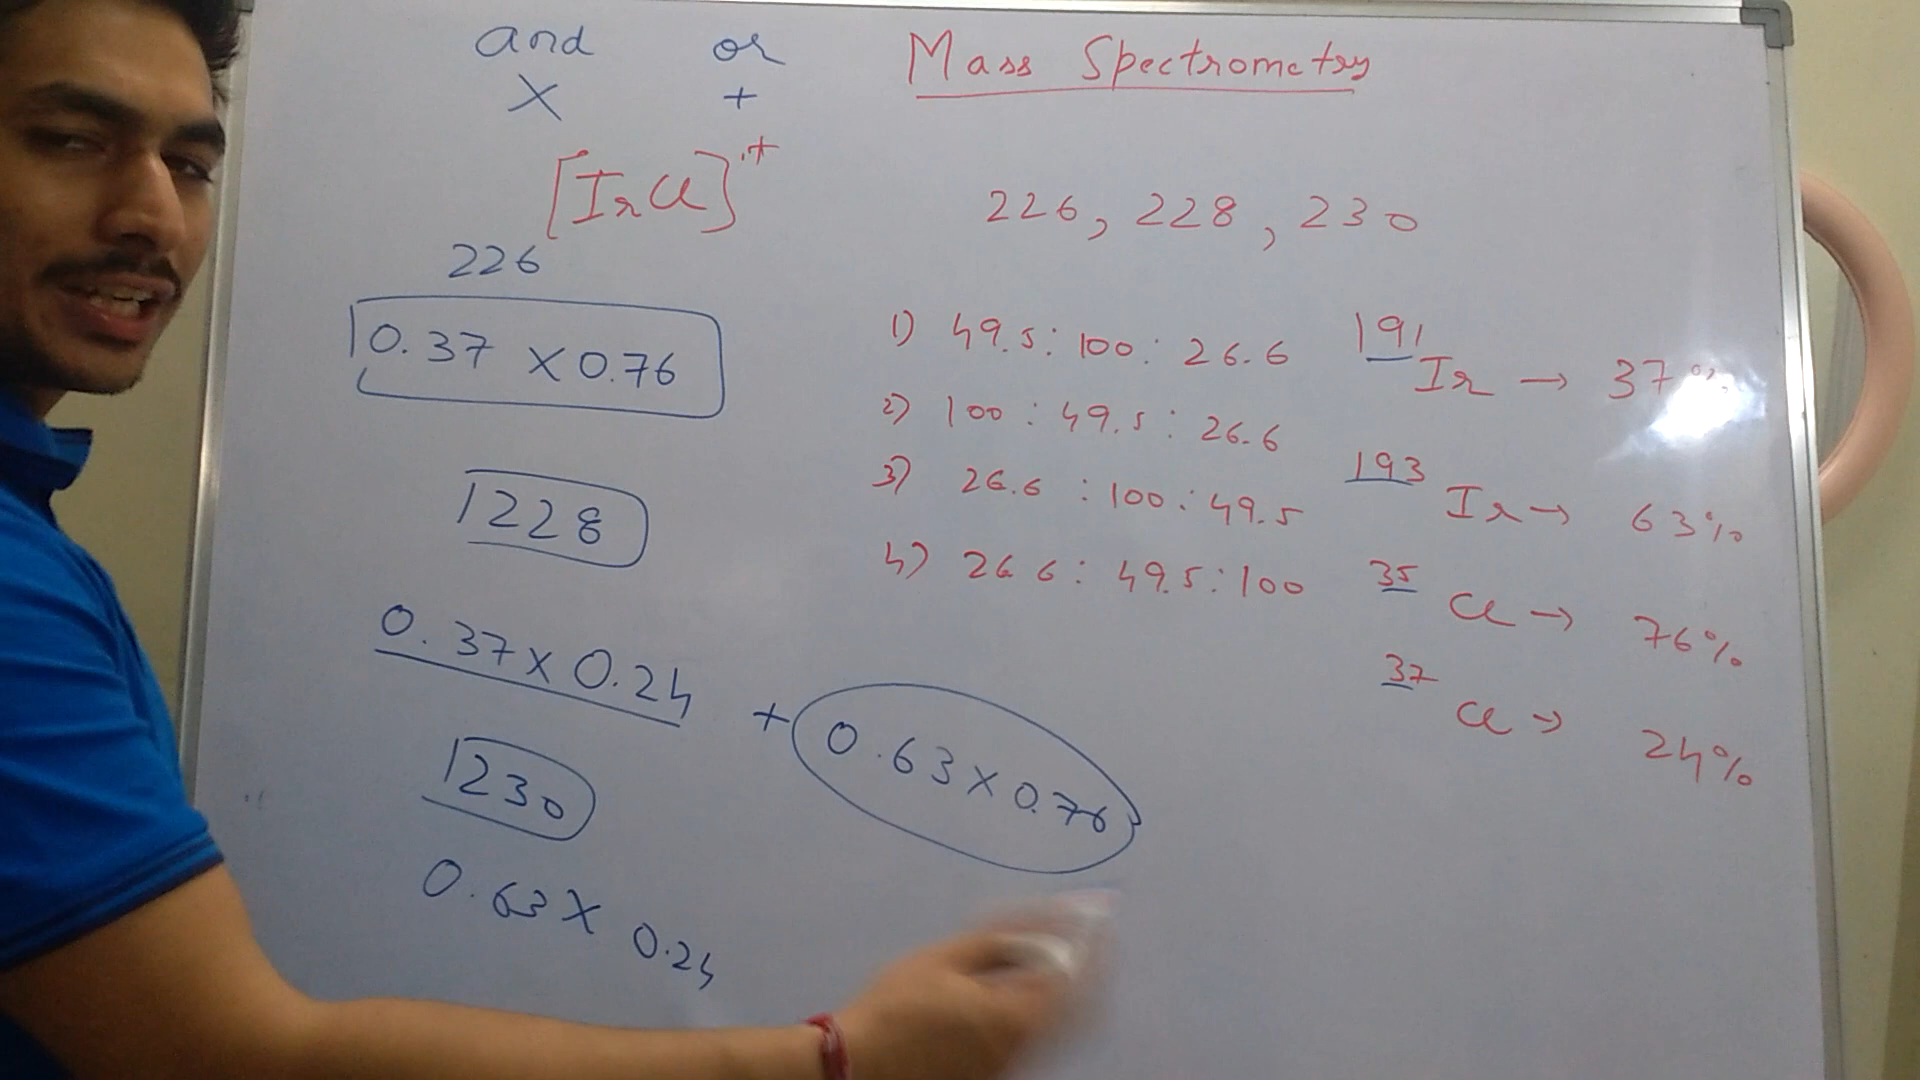 and or Mass Spectrometry
X +
[IrCl]·+
226, 228, 230
226
0.37 X 0.76
1) 49.5 : 100 : 26.6
2) 100 : 49.5 : 26.6
3) 26.6 : 100 : 49.5
4) 26.6 : 49.5 : 100
191 Ir → 37%
193 Ir → 63%
35 Cl → 76%
37 Cl → 24%
228
0.37 x 0.24 + 0.63 X 0.76
230
0.63 X 0.24